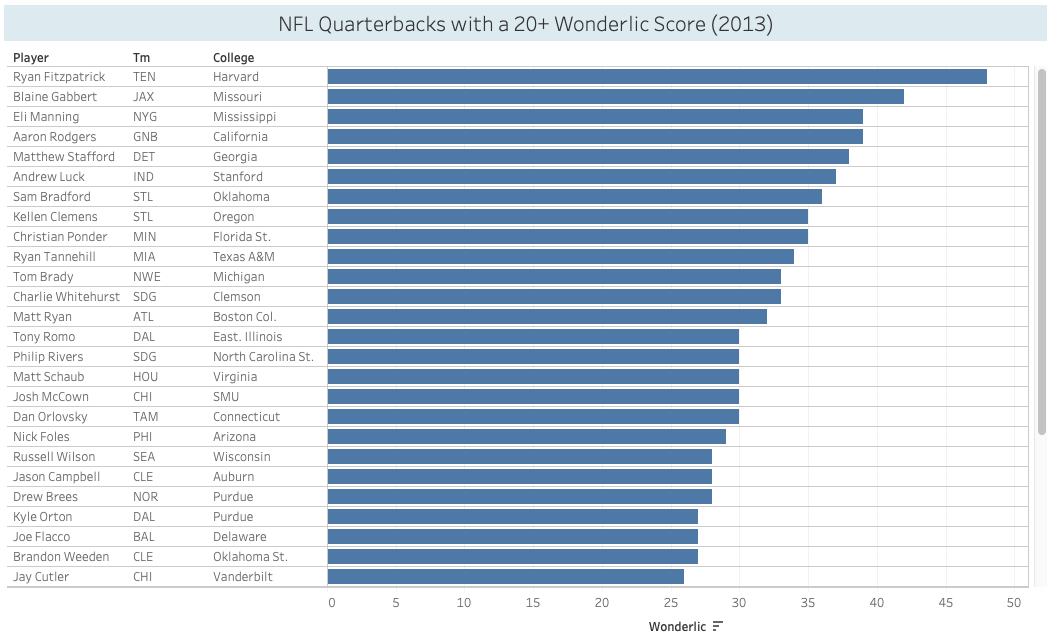 NFL Quarterbacks with a 20+ Wonderlic Score (2013)
Player Tm College
Ryan Fitzpatrick TEN Harvard
Blaine Gabbert JAX Missouri
Eli Manning NYG Mississippi
Aaron Rodgers GNB California
Matthew Stafford DET Georgia
Andrew Luck IND Stanford
Sam Bradford STL Oklahoma
Kellen Clemens STL Oregon
Christian Ponder MIN Florida St.
Ryan Tannehill MIA Texas A&M
Tom Brady NWE Michigan
Charlie Whitehurst SDG Clemson
Matt Ryan ATL Boston Col.
Tony Romo DAL East. Illinois
Philip Rivers SDG North Carolina St.
Matt Schaub HOU Virginia
Josh McCown CHI SMU
Dan Orlovsky TAM Connecticut
Nick Foles PHI Arizona
Russell Wilson SEA Wisconsin
Jason Campbell CLE Auburn
Drew Brees NOR Purdue
Kyle Orton DAL Purdue
Joe Flacco BAL Delaware
Brandon Weeden CLE Oklahoma St.
Jay Cutler CHI Vanderbilt
0 5 10 15 20 25 30 35 40 45 50
Wonderlic